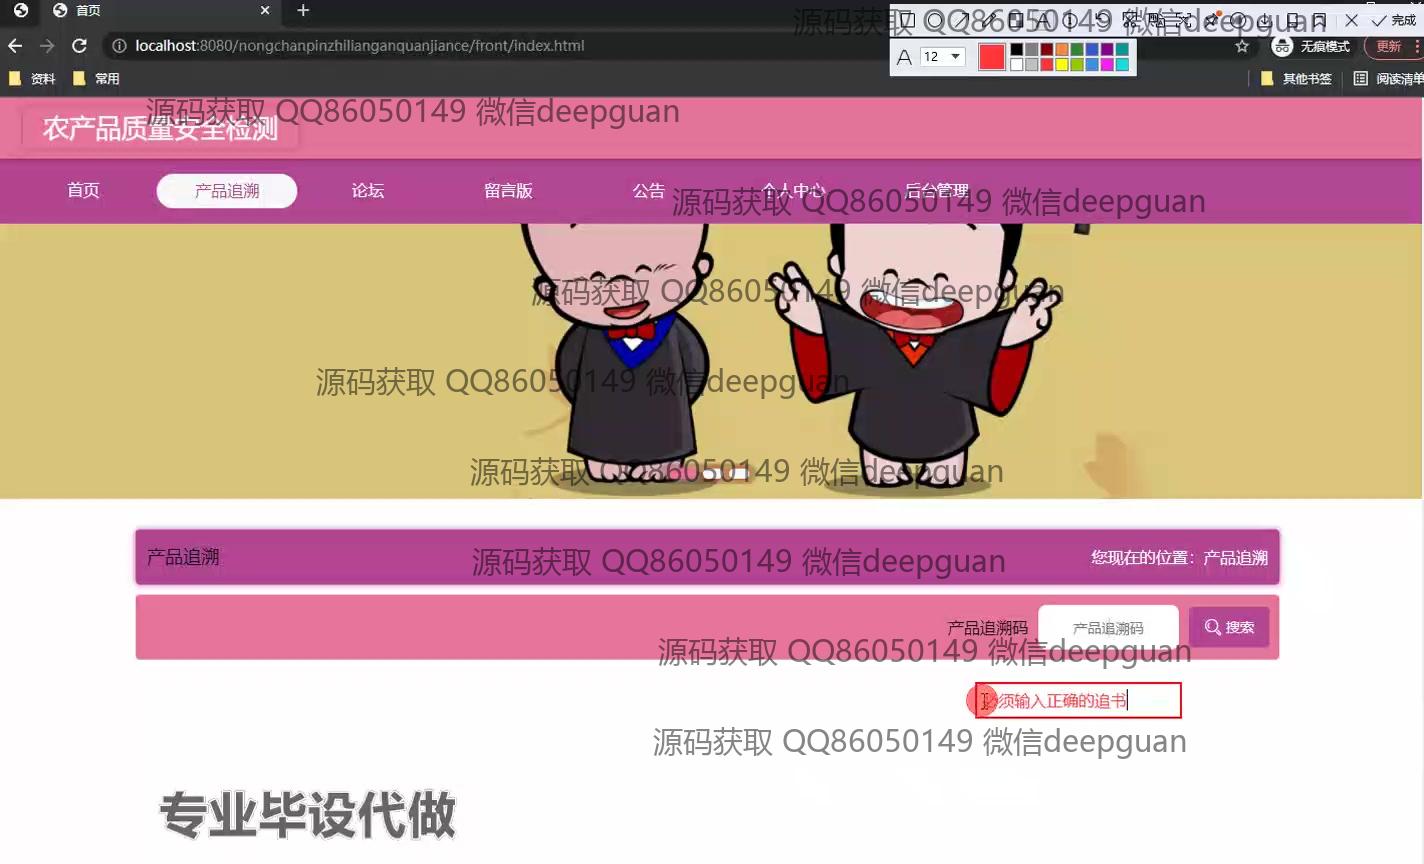 首页
完成
localhost:8080/nongchanpinzhilianganquanjiance/front/index.html
无痕模式
更新
A 12
资料 常用
其他书签 阅读清单
源码获取 QQ86050149 微信deepguan
源码获取 QQ86050149 微信deepguan
农产品质量安全检测
首页 产品追溯 论坛 留言版 公告 个人中心 后台管理
源码获取 QQ86050149 微信deepguan
源码获取 QQ86050149 微信deepguan
源码获取 QQ86050149 微信deepguan
源码获取 QQ86050149 微信deepguan
产品追溯
您现在的位置：产品追溯
源码获取 QQ86050149 微信deepguan
产品追溯码 产品追溯码 搜索
源码获取 QQ86050149 微信deepguan
必须输入正确的追书
源码获取 QQ86050149 微信deepguan
专业毕设代做